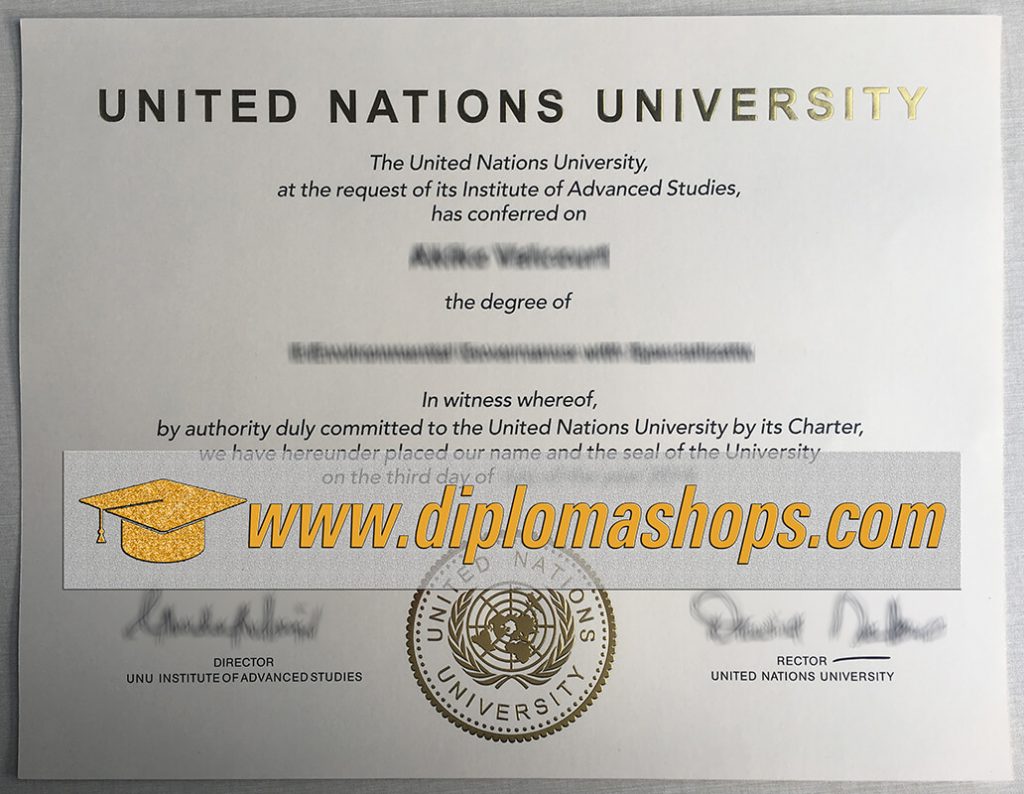 UNITED NATIONS UNIVERSITY
The United Nations University,
at the request of its Institute of Advanced Studies,
has conferred on
the degree of
In witness whereof,
by authority duly committed to the United Nations University by its Charter,
we have hereunder placed our name and the seal of the University
on the third day of
www.diplomashops.com
UNITED NATIONS
UNIVERSITY
DIRECTOR
UNU INSTITUTE OF ADVANCED STUDIES
RECTOR
UNITED NATIONS UNIVERSITY